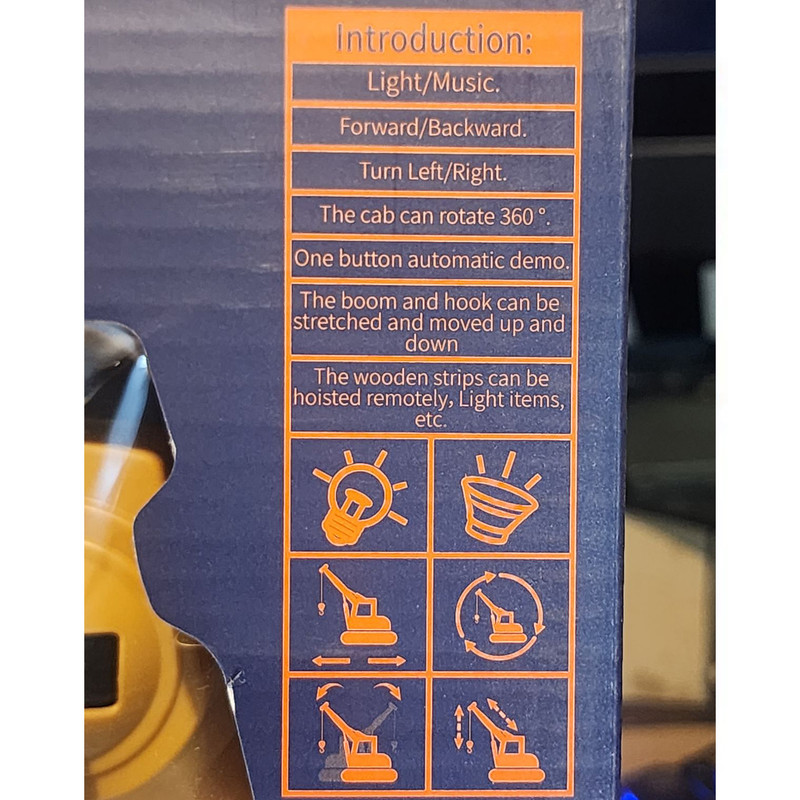 Introduction:
Light/Music.
Forward/Backward.
Turn Left/Right.
The cab can rotate 360 °.
One button automatic demo.
The boom and hook can be
stretched and moved up and
down
The wooden strips can be
hoisted remotely, Light items,
etc.